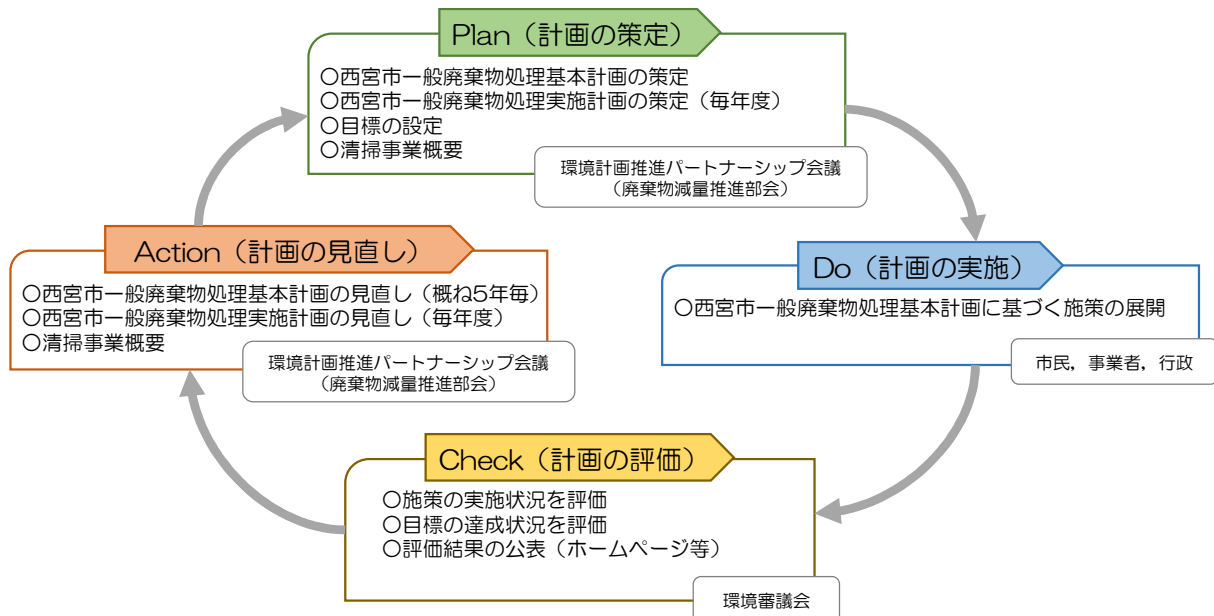 Plan（計画の策定）
〇西宮市一般廃棄物処理基本計画の策定
〇西宮市一般廃棄物処理実施計画の策定（毎年度）
〇目標の設定
〇清掃事業概要
環境計画推進パートナーシップ会議
（廃棄物減量推進部会）
Do（計画の実施）
〇西宮市一般廃棄物処理基本計画に基づく施策の展開
市民，事業者，行政
Check（計画の評価）
〇施策の実施状況を評価
〇目標の達成状況を評価
〇評価結果の公表（ホームページ等）
環境審議会
Action（計画の見直し）
〇西宮市一般廃棄物処理基本計画の見直し（概ね5年毎）
〇西宮市一般廃棄物処理実施計画の見直し（毎年度）
〇清掃事業概要
環境計画推進パートナーシップ会議
（廃棄物減量推進部会）